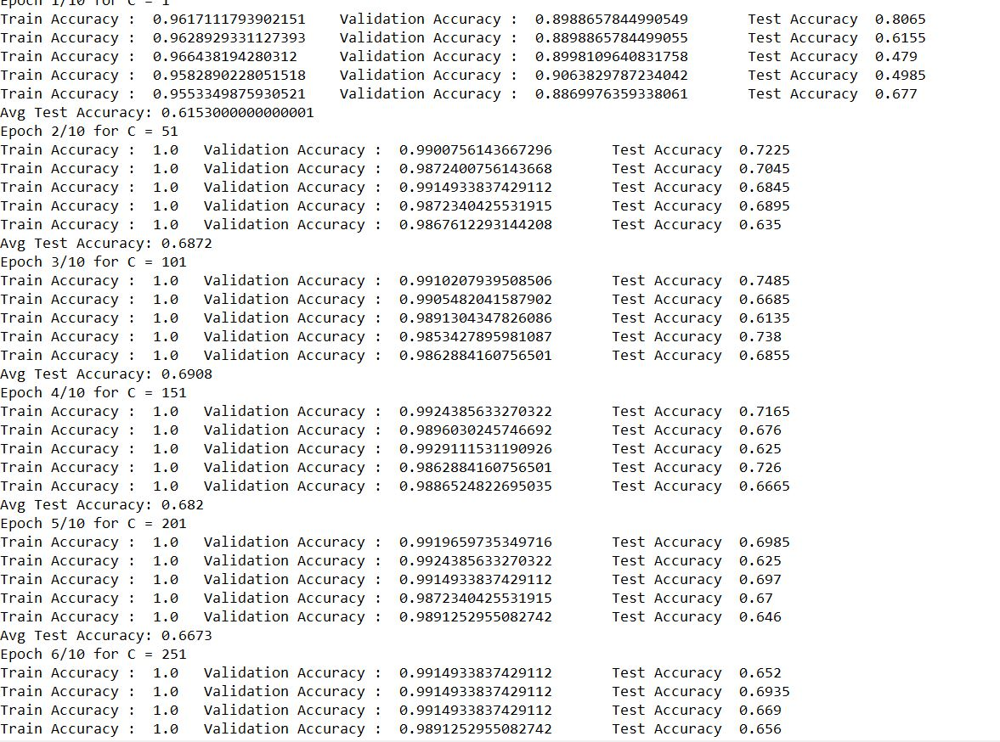 Epoch 1/10 for C = 1
Train Accuracy :  0.9617111793902151    Validation Accuracy :  0.8988657844990549       Test Accuracy  0.8065
Train Accuracy :  0.9628929331127393    Validation Accuracy :  0.8898865784499055       Test Accuracy  0.6155
Train Accuracy :  0.966438194280312     Validation Accuracy :  0.8998109640831758       Test Accuracy  0.479
Train Accuracy :  0.9582890228051518    Validation Accuracy :  0.9063829787234042       Test Accuracy  0.4985
Train Accuracy :  0.9553349875930521    Validation Accuracy :  0.8869976359338061       Test Accuracy  0.677
Avg Test Accuracy: 0.6153000000000001
Epoch 2/10 for C = 51
Train Accuracy :  1.0   Validation Accuracy :  0.9900756143667296       Test Accuracy  0.7225
Train Accuracy :  1.0   Validation Accuracy :  0.9872400756143668       Test Accuracy  0.7045
Train Accuracy :  1.0   Validation Accuracy :  0.9914933837429112       Test Accuracy  0.6845
Train Accuracy :  1.0   Validation Accuracy :  0.9872340425531915       Test Accuracy  0.6895
Train Accuracy :  1.0   Validation Accuracy :  0.9867612293144208       Test Accuracy  0.635
Avg Test Accuracy: 0.6872
Epoch 3/10 for C = 101
Train Accuracy :  1.0   Validation Accuracy :  0.9910207939508506       Test Accuracy  0.7485
Train Accuracy :  1.0   Validation Accuracy :  0.9905482041587902       Test Accuracy  0.6685
Train Accuracy :  1.0   Validation Accuracy :  0.9891304347826086       Test Accuracy  0.6135
Train Accuracy :  1.0   Validation Accuracy :  0.9853427895981087       Test Accuracy  0.738
Train Accuracy :  1.0   Validation Accuracy :  0.9862884160756501       Test Accuracy  0.6855
Avg Test Accuracy: 0.6908
Epoch 4/10 for C = 151
Train Accuracy :  1.0   Validation Accuracy :  0.9924385633270322       Test Accuracy  0.7165
Train Accuracy :  1.0   Validation Accuracy :  0.9896030245746692       Test Accuracy  0.676
Train Accuracy :  1.0   Validation Accuracy :  0.9929111531190926       Test Accuracy  0.625
Train Accuracy :  1.0   Validation Accuracy :  0.9862884160756501       Test Accuracy  0.726
Train Accuracy :  1.0   Validation Accuracy :  0.9886524822695035       Test Accuracy  0.6665
Avg Test Accuracy: 0.682
Epoch 5/10 for C = 201
Train Accuracy :  1.0   Validation Accuracy :  0.9919659735349716       Test Accuracy  0.6985
Train Accuracy :  1.0   Validation Accuracy :  0.9924385633270322       Test Accuracy  0.625
Train Accuracy :  1.0   Validation Accuracy :  0.9914933837429112       Test Accuracy  0.697
Train Accuracy :  1.0   Validation Accuracy :  0.9872340425531915       Test Accuracy  0.67
Train Accuracy :  1.0   Validation Accuracy :  0.9891252955082742       Test Accuracy  0.646
Avg Test Accuracy: 0.6673
Epoch 6/10 for C = 251
Train Accuracy :  1.0   Validation Accuracy :  0.9914933837429112       Test Accuracy  0.652
Train Accuracy :  1.0   Validation Accuracy :  0.9914933837429112       Test Accuracy  0.6935
Train Accuracy :  1.0   Validation Accuracy :  0.9914933837429112       Test Accuracy  0.669
Train Accuracy :  1.0   Validation Accuracy :  0.9891252955082742       Test Accuracy  0.656